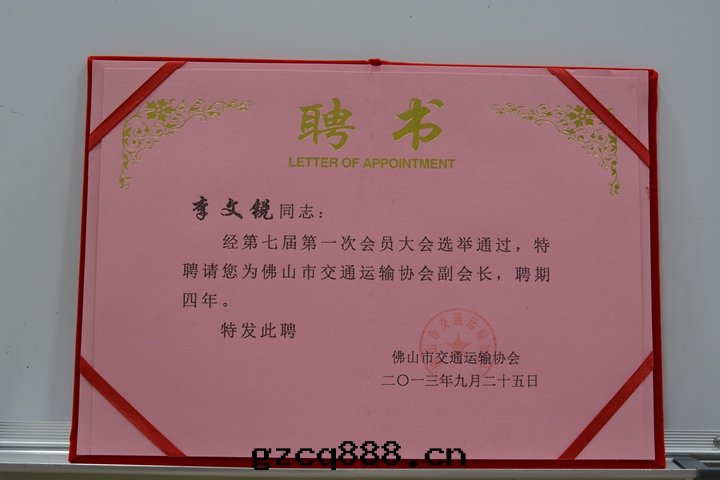 聘书
LETTER OF APPOINTMENT
李文锐同志：
经第七届第一次会员大会选举通过，特
聘请您为佛山市交通运输协会副会长，聘期
四年。
特发此聘
佛山市交通运输协会
二〇一三年九月二十五日
gzcq888.cn